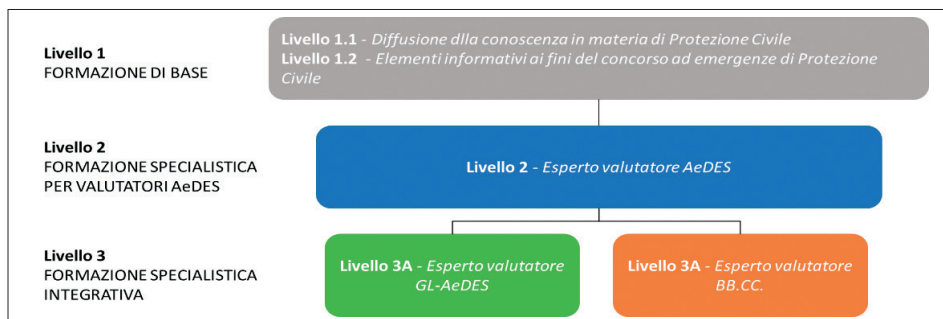 Livello 1
FORMAZIONE DI BASE
Livello 1.1 - Diffusione dlla conoscenza in materia di Protezione Civile
Livello 1.2 - Elementi informativi ai fini del concorso ad emergenze di Protezione
Civile
Livello 2
FORMAZIONE SPECIALISTICA
PER VALUTATORI AeDES
Livello 2 - Esperto valutatore AeDES
Livello 3
FORMAZIONE SPECIALISTICA
INTEGRATIVA
Livello 3A - Esperto valutatore
GL-AeDES
Livello 3A - Esperto valutatore
BB.CC.